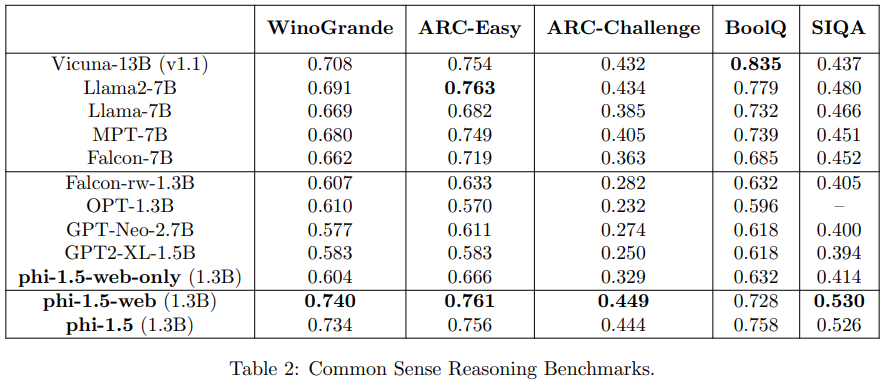 WinoGrande ARC-Easy ARC-Challenge BoolQ SIQA
Vicuna-13B (v1.1) 0.708 0.754 0.432 0.835 0.437
Llama2-7B 0.691 0.763 0.434 0.779 0.480
Llama-7B 0.669 0.682 0.385 0.732 0.466
MPT-7B 0.680 0.749 0.405 0.739 0.451
Falcon-7B 0.662 0.719 0.363 0.685 0.452
Falcon-rw-1.3B 0.607 0.633 0.282 0.632 0.405
OPT-1.3B 0.610 0.570 0.232 0.596 –
GPT-Neo-2.7B 0.577 0.611 0.274 0.618 0.400
GPT2-XL-1.5B 0.583 0.583 0.250 0.618 0.394
phi-1.5-web-only (1.3B) 0.604 0.666 0.329 0.632 0.414
phi-1.5-web (1.3B) 0.740 0.761 0.449 0.728 0.530
phi-1.5 (1.3B) 0.734 0.756 0.444 0.758 0.526
Table 2: Common Sense Reasoning Benchmarks.